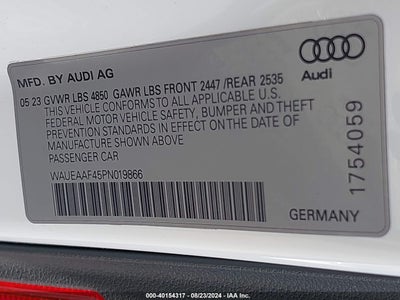 MFD. BY AUDI AG
05 23 GVWR LBS 4850 GAWR LBS FRONT 2447 /REAR 2535
THIS VEHICLE CONFORMS TO ALL APPLICABLE U.S.
FEDERAL MOTOR VEHICLE SAFETY, BUMPER AND THEFT
PREVENTION STANDARDS IN EFFECT ON THE DATE OF
MANUFACTURE SHOWN ABOVE
PASSENGER CAR
WAUEAAF45PN019866
Audi
1754059
GERMANY
000-40154317 - 08/23/2024 - IAA Inc.